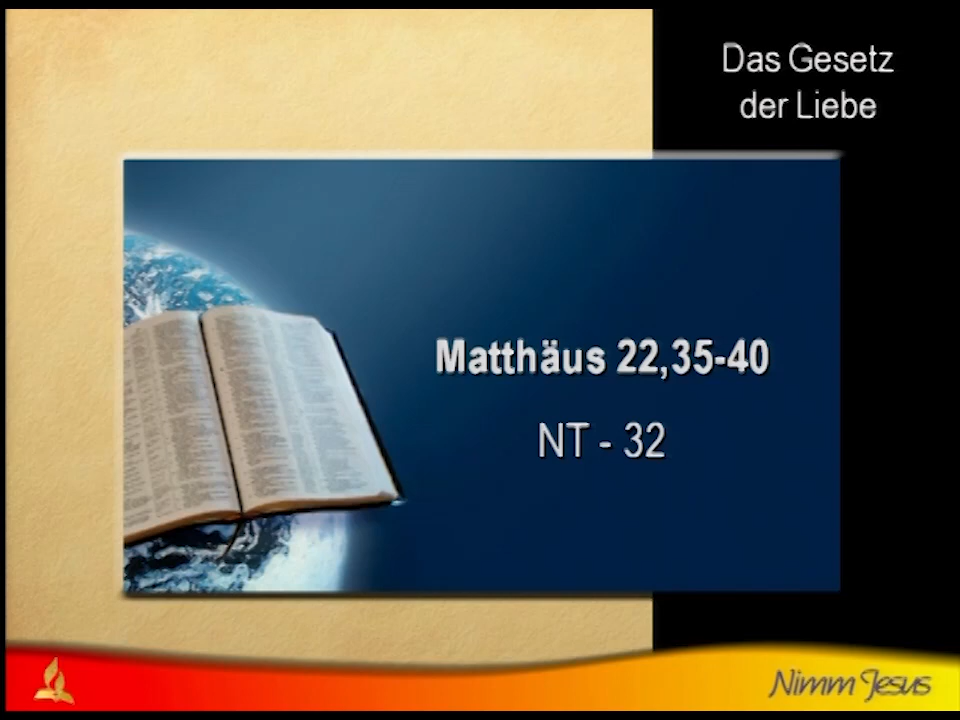 Das Gesetz
der Liebe
Matthäus 22,35-40
NT - 32
Nimm Jesus